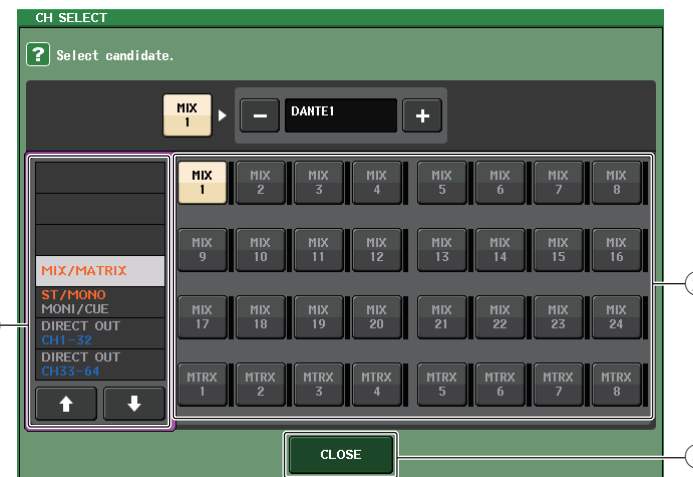 CH SELECT
? Select candidate.
MIX 1 − DANTE1 +
MIX 1 MIX 2 MIX 3 MIX 4 MIX 5 MIX 6 MIX 7 MIX 8
MIX 9 MIX 10 MIX 11 MIX 12 MIX 13 MIX 14 MIX 15 MIX 16
MIX/MATRIX
ST/MONO
MONI/CUE
DIRECT OUT
CH1-32
DIRECT OUT
CH33-64
MIX 17 MIX 18 MIX 19 MIX 20 MIX 21 MIX 22 MIX 23 MIX 24
MTRX 1 MTRX 2 MTRX 3 MTRX 4 MTRX 5 MTRX 6 MTRX 7 MTRX 8
CLOSE